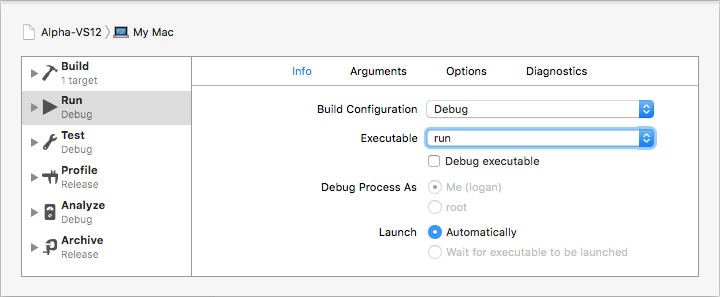 Alpha-VS12 My Mac
Build
1 target
Run
Debug
Test
Debug
Profile
Release
Analyze
Debug
Archive
Release
Info Arguments Options Diagnostics
Build Configuration Debug
Executable run
Debug executable
Debug Process As Me (logan)
root
Launch Automatically
Wait for executable to be launched